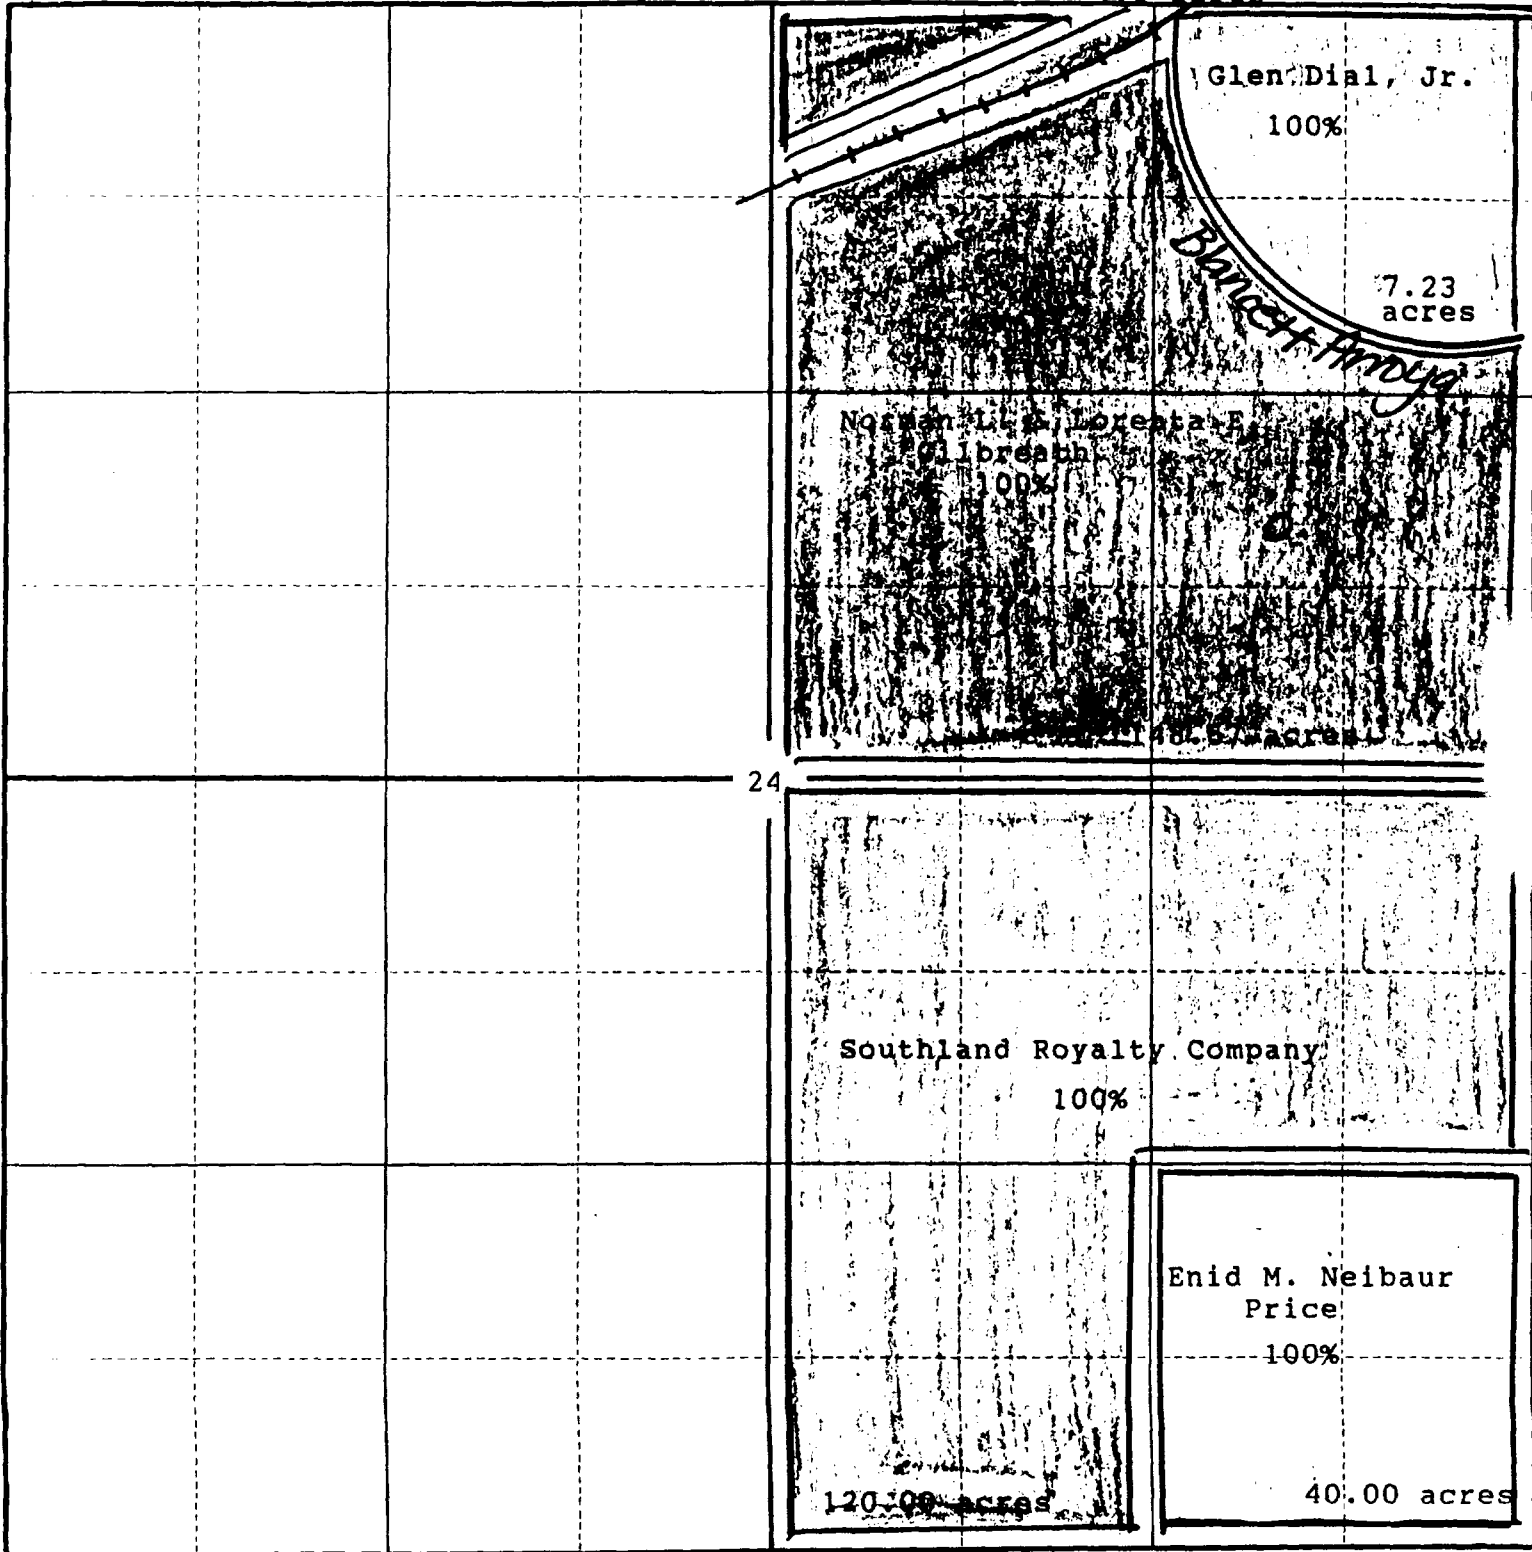 Glen Dial, Jr.
100%
7.23
acres
Blancett Arroyo
Norman L. & Loreata E.
Gilbreath
100%
acres
24
Southland Royalty Company
100%
Enid M. Neibaur
Price
100%
120.00 acres
40.00 acres